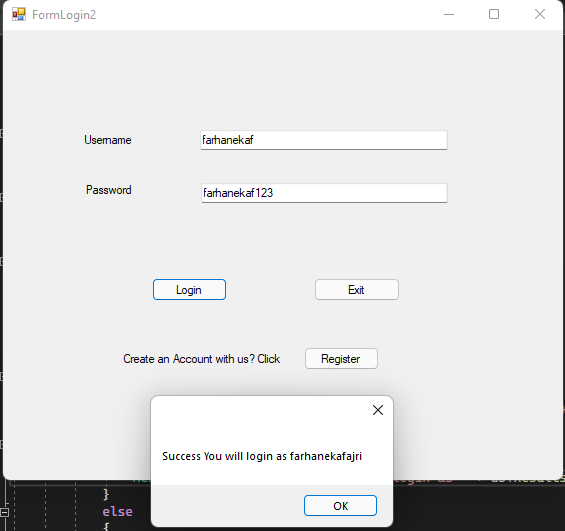 FormLogin2
Username
farhanekaf
Password
farhanekaf123
Login
Exit
Create an Account with us? Click
Register
Success You will login as farhanekafajri
OK
}
else
{